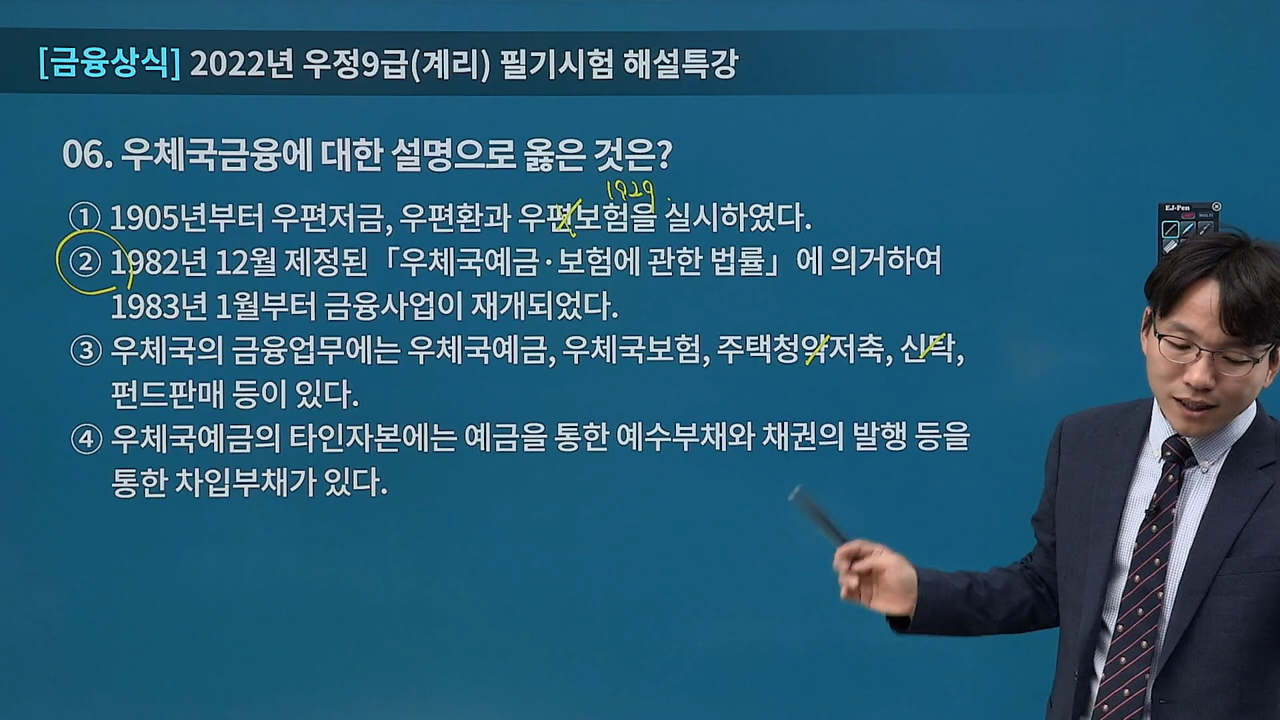 [금융상식] 2022년 우정9급(계리) 필기시험 해설특강
06. 우체국금융에 대한 설명으로 옳은 것은?
1929
① 1905년부터 우편저금, 우편환과 우편보험을 실시하였다.
② 1982년 12월 제정된 「우체국예금·보험에 관한 법률」에 의거하여
1983년 1월부터 금융사업이 재개되었다.
③ 우체국의 금융업무에는 우체국예금, 우체국보험, 주택청약저축, 신탁,
펀드판매 등이 있다.
④ 우체국예금의 타인자본에는 예금을 통한 예수부채와 채권의 발행 등을
통한 차입부채가 있다.
EJ-Pen